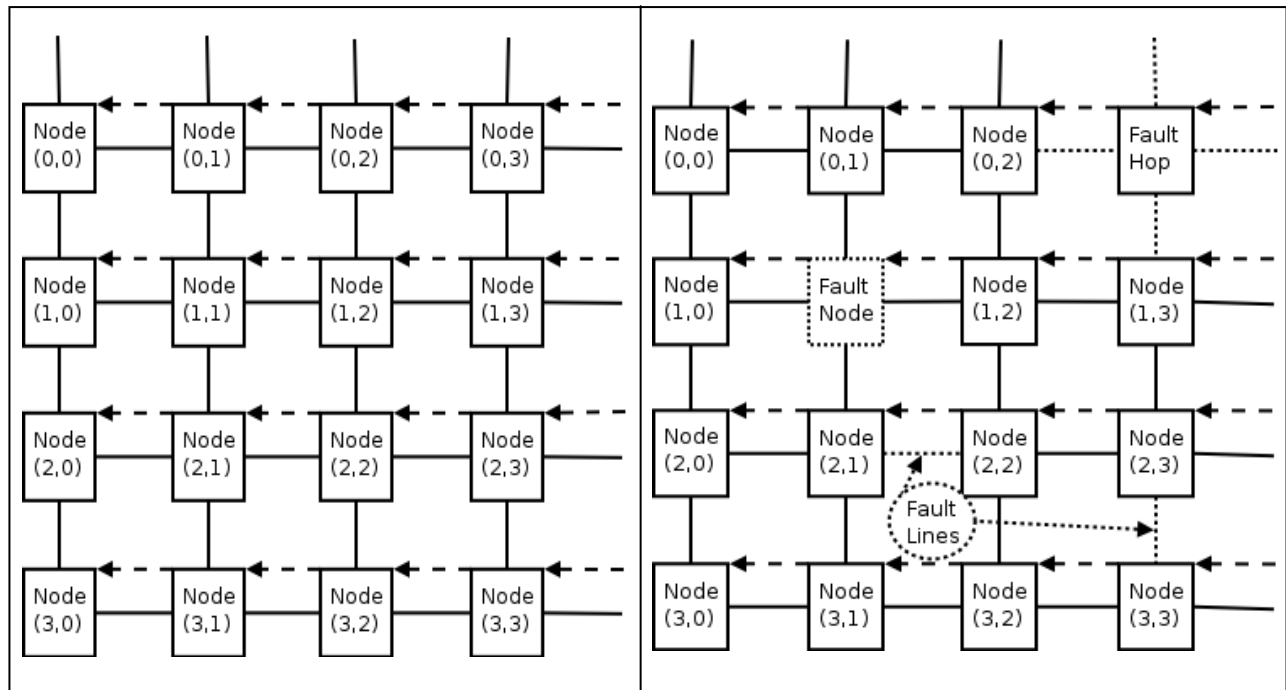 Node
(0,0)
Node
(0,1)
Node
(0,2)
Node
(0,3)
Node
(1,0)
Node
(1,1)
Node
(1,2)
Node
(1,3)
Node
(2,0)
Node
(2,1)
Node
(2,2)
Node
(2,3)
Node
(3,0)
Node
(3,1)
Node
(3,2)
Node
(3,3)
Node
(0,0)
Node
(0,1)
Node
(0,2)
Fault
Hop
Node
(1,0)
Fault
Node
Node
(1,2)
Node
(1,3)
Node
(2,0)
Node
(2,1)
Node
(2,2)
Node
(2,3)
Fault
Lines
Node
(3,0)
Node
(3,1)
Node
(3,2)
Node
(3,3)